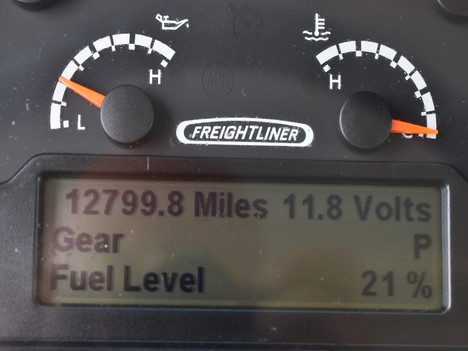 H
H
L
C
FREIGHTLINER
12799.8 Miles 11.8 Volts
Gear P
Fuel Level 21 %